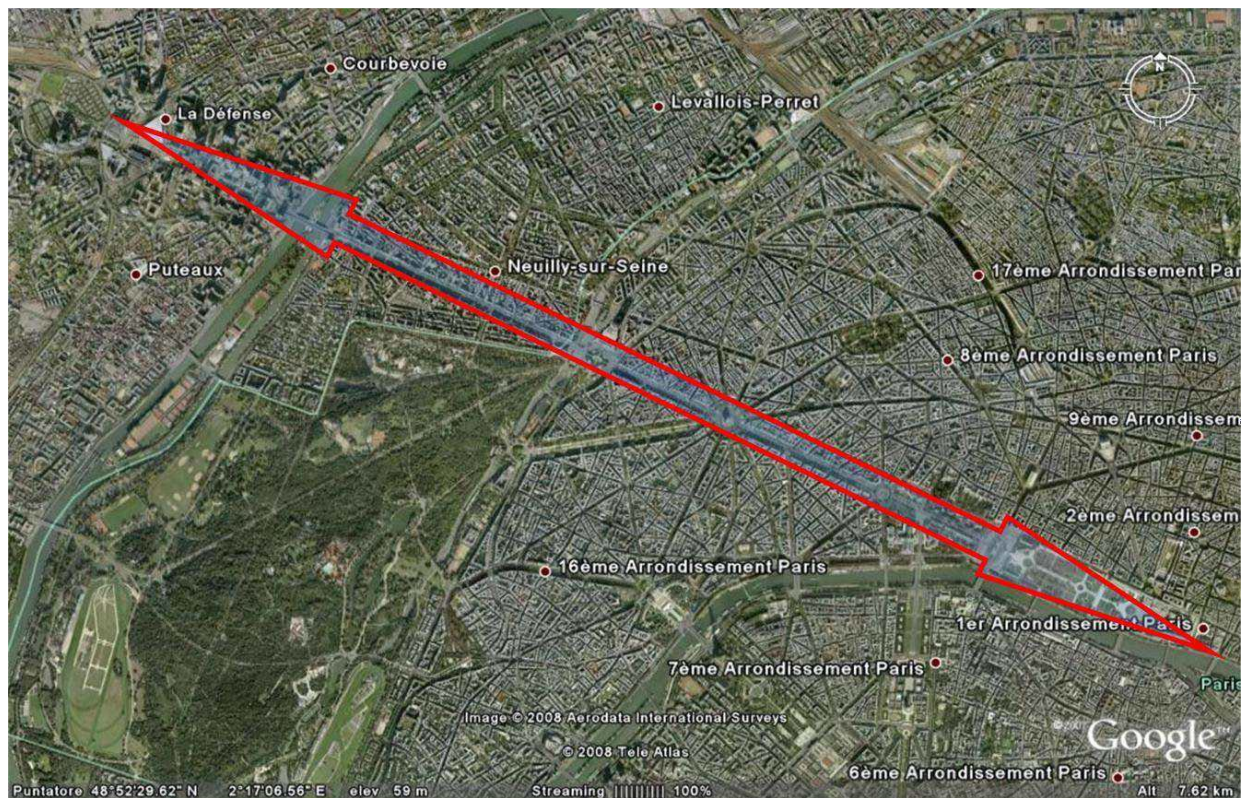 Courbevoie
La Défense
Levallois-Perret
N
Puteaux
Neuilly-sur-Seine
17ème Arrondissement Par
8ème Arrondissement Paris
9ème Arrondissem
2ème Arrondissem
16ème Arrondissement Paris
1er Arrondissement Paris
7ème Arrondissement Paris
Paris
Image © 2008 Aerodata International Surveys
© 2008 Tele Atlas
Google™
6ème Arrondissement Paris
Puntatore 48°52'29.62" N 2°17'06.56" E elev 59 m Streaming |||||||||| 100% Alt 7.62 km